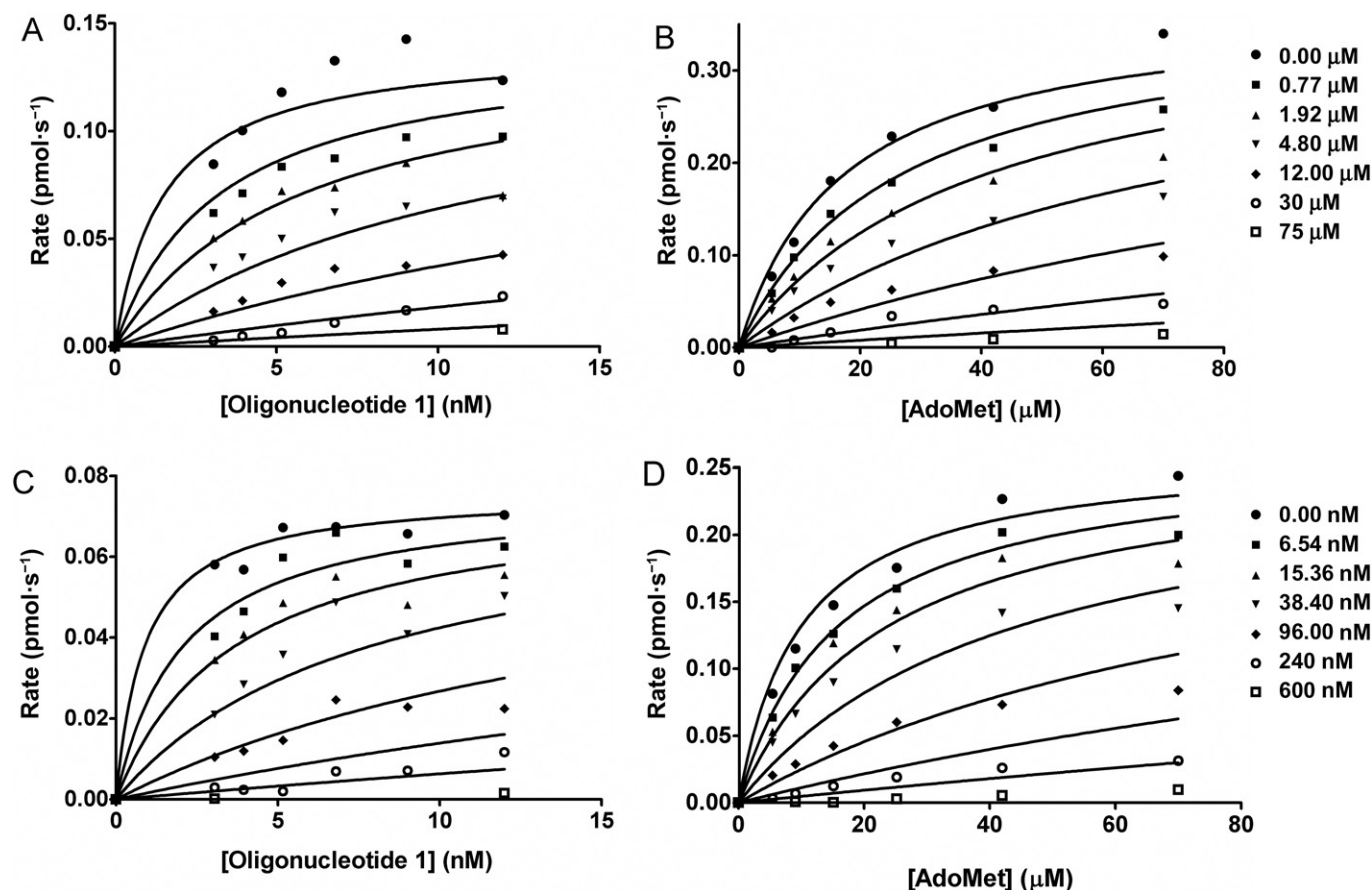 A
Rate (pmol·s⁻¹)
0.15
0.10
0.05
0.00
0
5
10
15
[Oligonucleotide 1] (nM)
B
0.30
0.20
0.10
0.00
0
20
40
60
80
[AdoMet] (μM)
0.00 μM
0.77 μM
1.92 μM
4.80 μM
12.00 μM
30 μM
75 μM
C
Rate (pmol·s⁻¹)
0.08
0.06
0.04
0.02
0.00
0
5
10
15
[Oligonucleotide 1] (nM)
D
Rate (pmol·s⁻¹)
0.25
0.20
0.15
0.10
0.05
0.00
0
20
40
60
80
[AdoMet] (μM)
0.00 nM
6.54 nM
15.36 nM
38.40 nM
96.00 nM
240 nM
600 nM